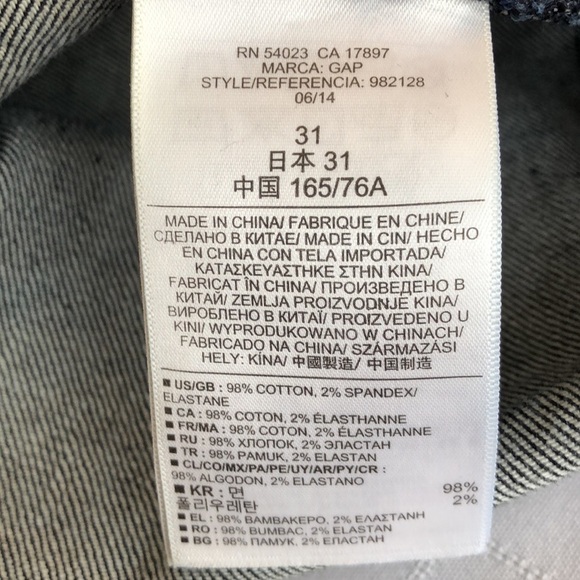 RN 54023 CA 17897
MARCA: GAP
STYLE/REFERENCIA: 982128
06/14
31
日本 31
中国 165/76A
MADE IN CHINA/ FABRIQUE EN CHINE/
СДЕЛАНО В КИТАЕ/ MADE IN CIN/ HECHO
EN CHINA CON TELA IMPORTADA/
ΚΑΤΑΣΚΕΥΑΣΤΗΚΕ ΣΤΗΝ ΚΙΝΑ/
FABRICAT ÎN CHINA/ ПРОИЗВЕДЕНО В
КИТАЙ/ ZEMLJA PROIZVODNJE KINA/
ВИРОБЛЕНО В КИТАЇ/ PROIZVEDENO U
KINI/ WYPRODUKOWANO W CHINACH/
FABRICADO NA CHINA/ SZÁRMAZÁSI
HELY: KÍNA/ 中國製造/ 中国制造
■ US/GB : 98% COTTON, 2% SPANDEX/
ELASTANE
■ CA : 98% COTON, 2% ÉLASTHANNE
■ FR/MA : 98% COTON, 2% ÉLASTHANNE
■ RU : 98% ХЛОПОК, 2% ЭЛАСТАН
■ TR : 98% PAMUK, 2% ELASTAN
■ CL/CO/MX/PA/PE/UY/AR/PY/CR :
98% ALGODON, 2% ELASTANO
■ KR : 면 98%
폴리우레탄 2%
■ EL : 98% ΒΑΜΒΑΚΕΡΟ, 2% ΕΛΑΣΤΑΝΗ
■ RO : 98% BUMBAC, 2% ELASTAN
■ BG : 98% ПАМУК, 2% ЕЛАСТАН